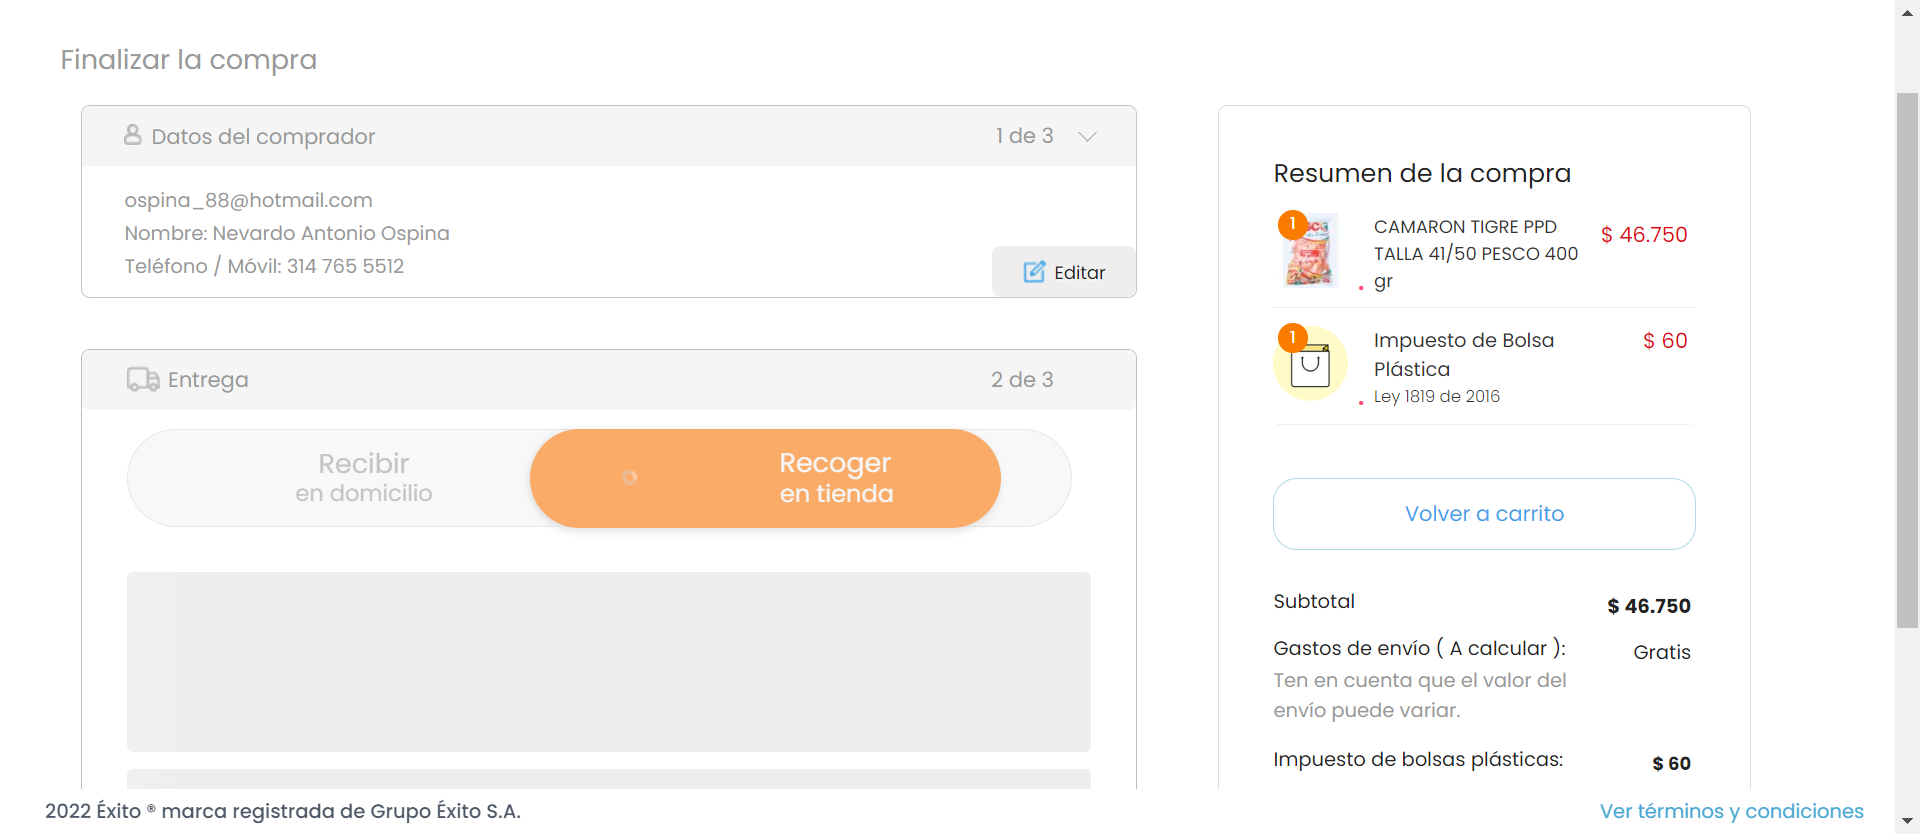 Finalizar la compra
Datos del comprador
1 de 3
ospina_88@hotmail.com
Nombre: Nevardo Antonio Ospina
Teléfono / Móvil: 314 765 5512
Editar
Entrega
2 de 3
Recibir
en domicilio
Recoger
en tienda
Resumen de la compra
1
CAMARON TIGRE PPD
TALLA 41/50 PESCO 400
gr
$ 46.750
1
Impuesto de Bolsa
Plástica
Ley 1819 de 2016
$ 60
Volver a carrito
Subtotal
$ 46.750
Gastos de envío ( A calcular ):
Gratis
Ten en cuenta que el valor del
envío puede variar.
Impuesto de bolsas plásticas:
$ 60
2022 Éxito ® marca registrada de Grupo Éxito S.A.
Ver términos y condiciones